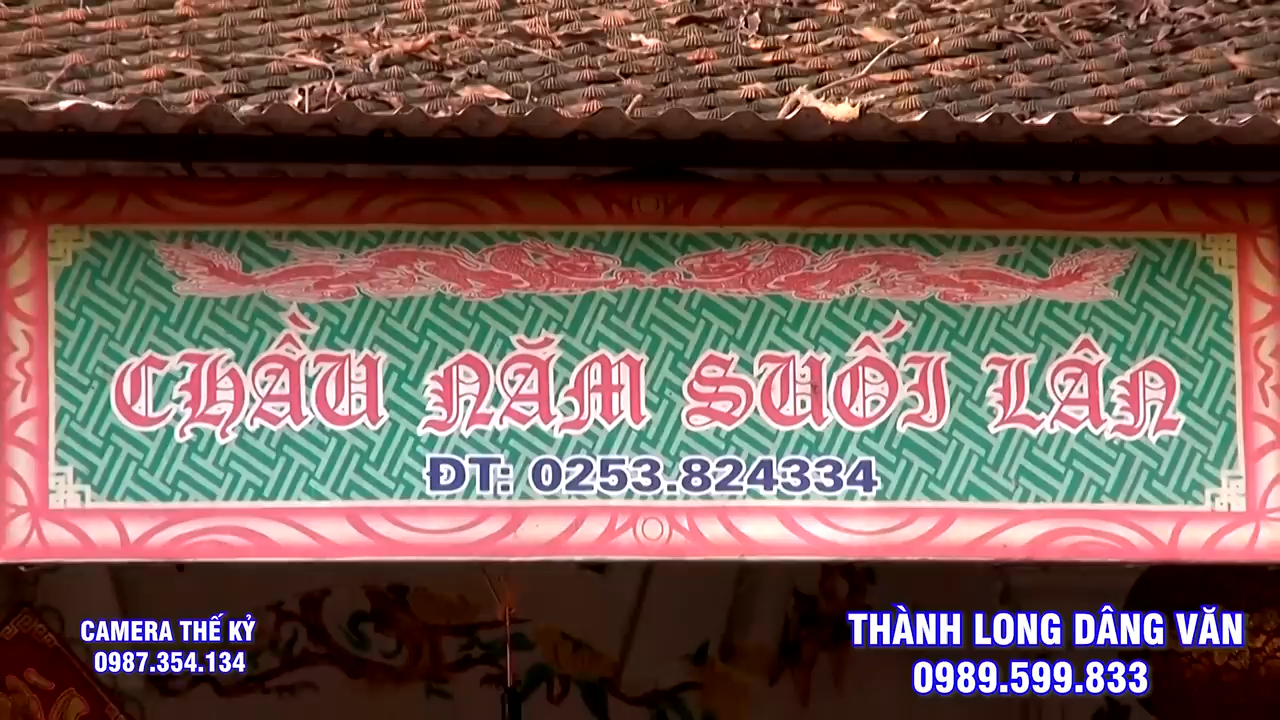 CHẦU NĂM SUỐI LÂN
ĐT: 0253.824334
CAMERA THẾ KỶ
0987.354.134
THÀNH LONG DÂNG VĂN
0989.599.833